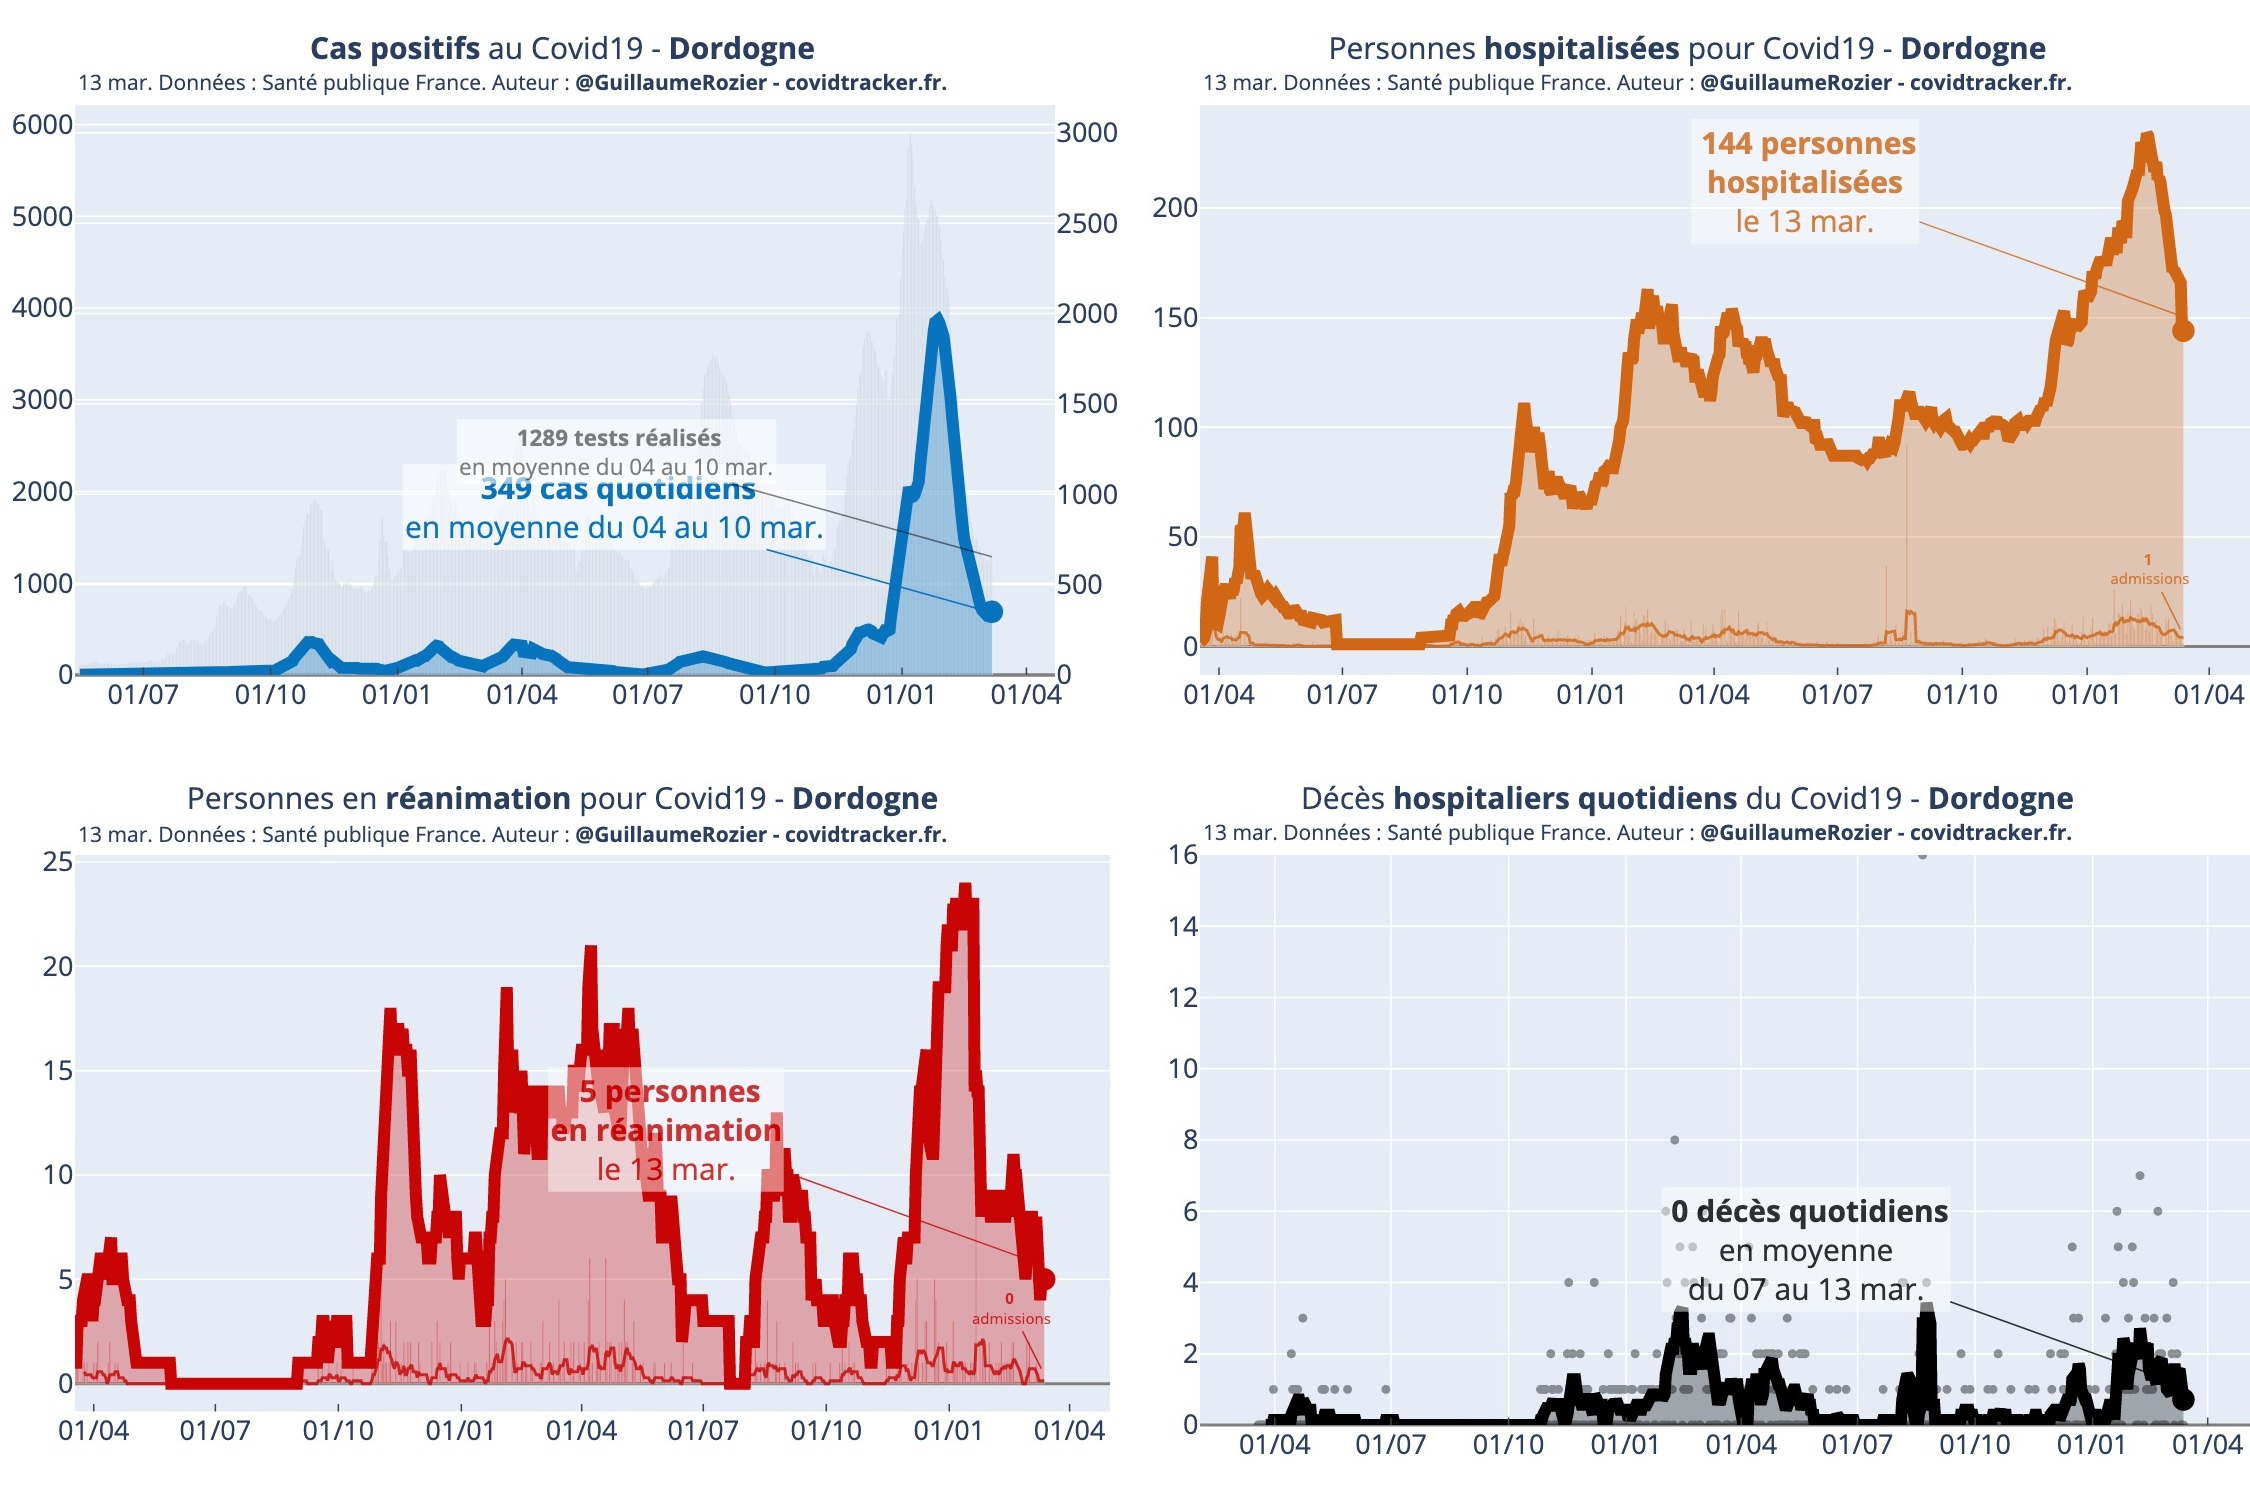 Cas positifs au Covid19 - Dordogne
13 mar. Données : Santé publique France. Auteur : @GuillaumeRozier - covidtracker.fr.
6000
5000
4000
3000
2000
1000
0
3000
2500
2000
1500
1000
500
0
1289 tests réalisés
en moyenne du 04 au 10 mar.
349 cas quotidiens
en moyenne du 04 au 10 mar.
01/07 01/10 01/01 01/04 01/07 01/10 01/01 01/04
Personnes hospitalisées pour Covid19 - Dordogne
13 mar. Données : Santé publique France. Auteur : @GuillaumeRozier - covidtracker.fr.
144 personnes
hospitalisées
le 13 mar.
200
150
100
50
0
1
admissions
01/04 01/07 01/10 01/01 01/04 01/07 01/10 01/01 01/04
Personnes en réanimation pour Covid19 - Dordogne
13 mar. Données : Santé publique France. Auteur : @GuillaumeRozier - covidtracker.fr.
25
20
15
10
5
0
5 personnes
en réanimation
le 13 mar.
0
admissions
01/04 01/07 01/10 01/01 01/04 01/07 01/10 01/01 01/04
Décès hospitaliers quotidiens du Covid19 - Dordogne
13 mar. Données : Santé publique France. Auteur : @GuillaumeRozier - covidtracker.fr.
16
14
12
10
8
6
4
2
0
0 décès quotidiens
en moyenne
du 07 au 13 mar.
01/04 01/07 01/10 01/01 01/04 01/07 01/10 01/01 01/04